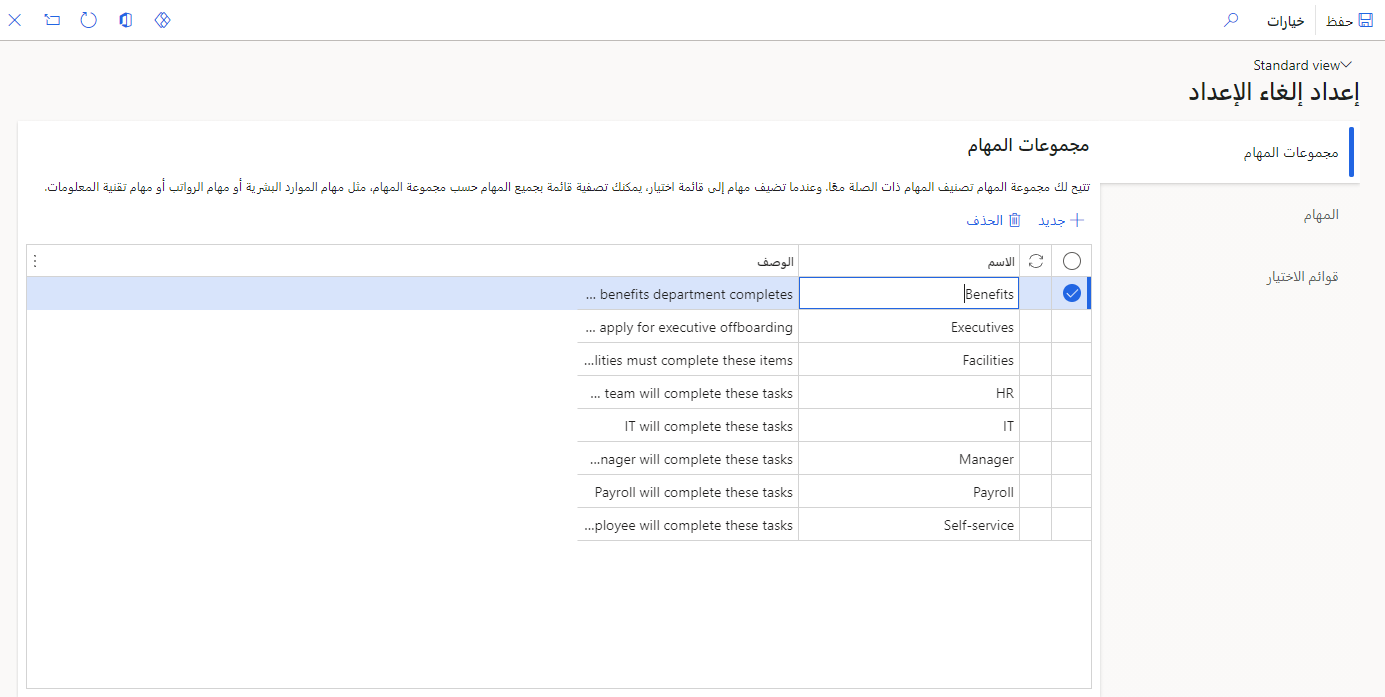 حفظ
خيارات
Standard view
إعداد إلغاء الإعداد
مجموعات المهام
المهام
قوائم الاختيار
مجموعات المهام
تتيح لك مجموعة المهام تصنيف المهام ذات الصلة معًا. وعندما تضيف مهام إلى قائمة اختيار، يمكنك تصفية قائمة بجميع المهام حسب مجموعة المهام، مثل مهام الموارد البشرية أو مهام الرواتب أو مهام تقنية المعلومات.
جديد الحذف
الاسم الوصف
Benefits ... benefits department completes
Executives ... apply for executive offboarding
Facilities ...lities must complete these items
HR ... team will complete these tasks
IT IT will complete these tasks
Manager ...nager will complete these tasks
Payroll Payroll will complete these tasks
Self-service ...ployee will complete these tasks